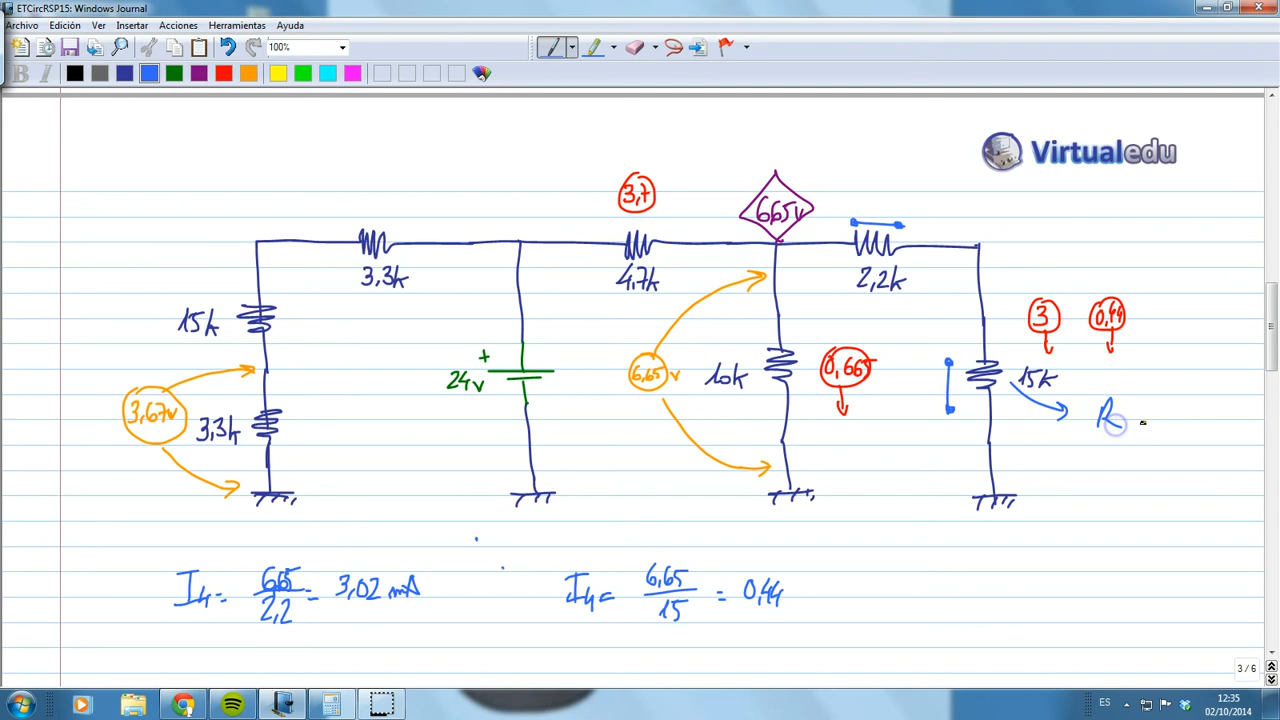 ETCircRSP15: Windows Journal
Archivo Edición Ver Insertar Acciones Herramientas Ayuda
100%
B I
Virtualedu
3,7
665v
3,3k
4,7k
2,2k
15k
3
0,44
24v
+
6,65v
10k
0,665
15k
3,67v
3,3k
R
I4= 6,65 / 2,2 = 3,02 mA
I4= 6,65 / 15 = 0,44
3 / 6
ES
12:35
02/10/2014